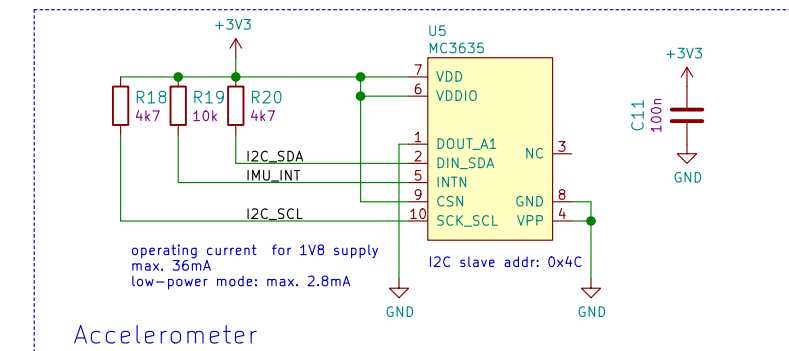 +3V3
U5
MC3635
+3V3
7 VDD
6 VDDIO
R18 R19 R20
4k7 10k 4k7
C11
100n
1 DOUT_A1
I2C_SDA 2 DIN_SDA
NC 3
IMU_INT 5 INTN
GND
9 CSN
GND 8
I2C_SCL 10 SCK_SCL
VPP 4
operating current  for 1V8 supply
max. 36mA
low-power mode: max. 2.8mA
I2C slave addr: 0x4C
GND
GND
Accelerometer